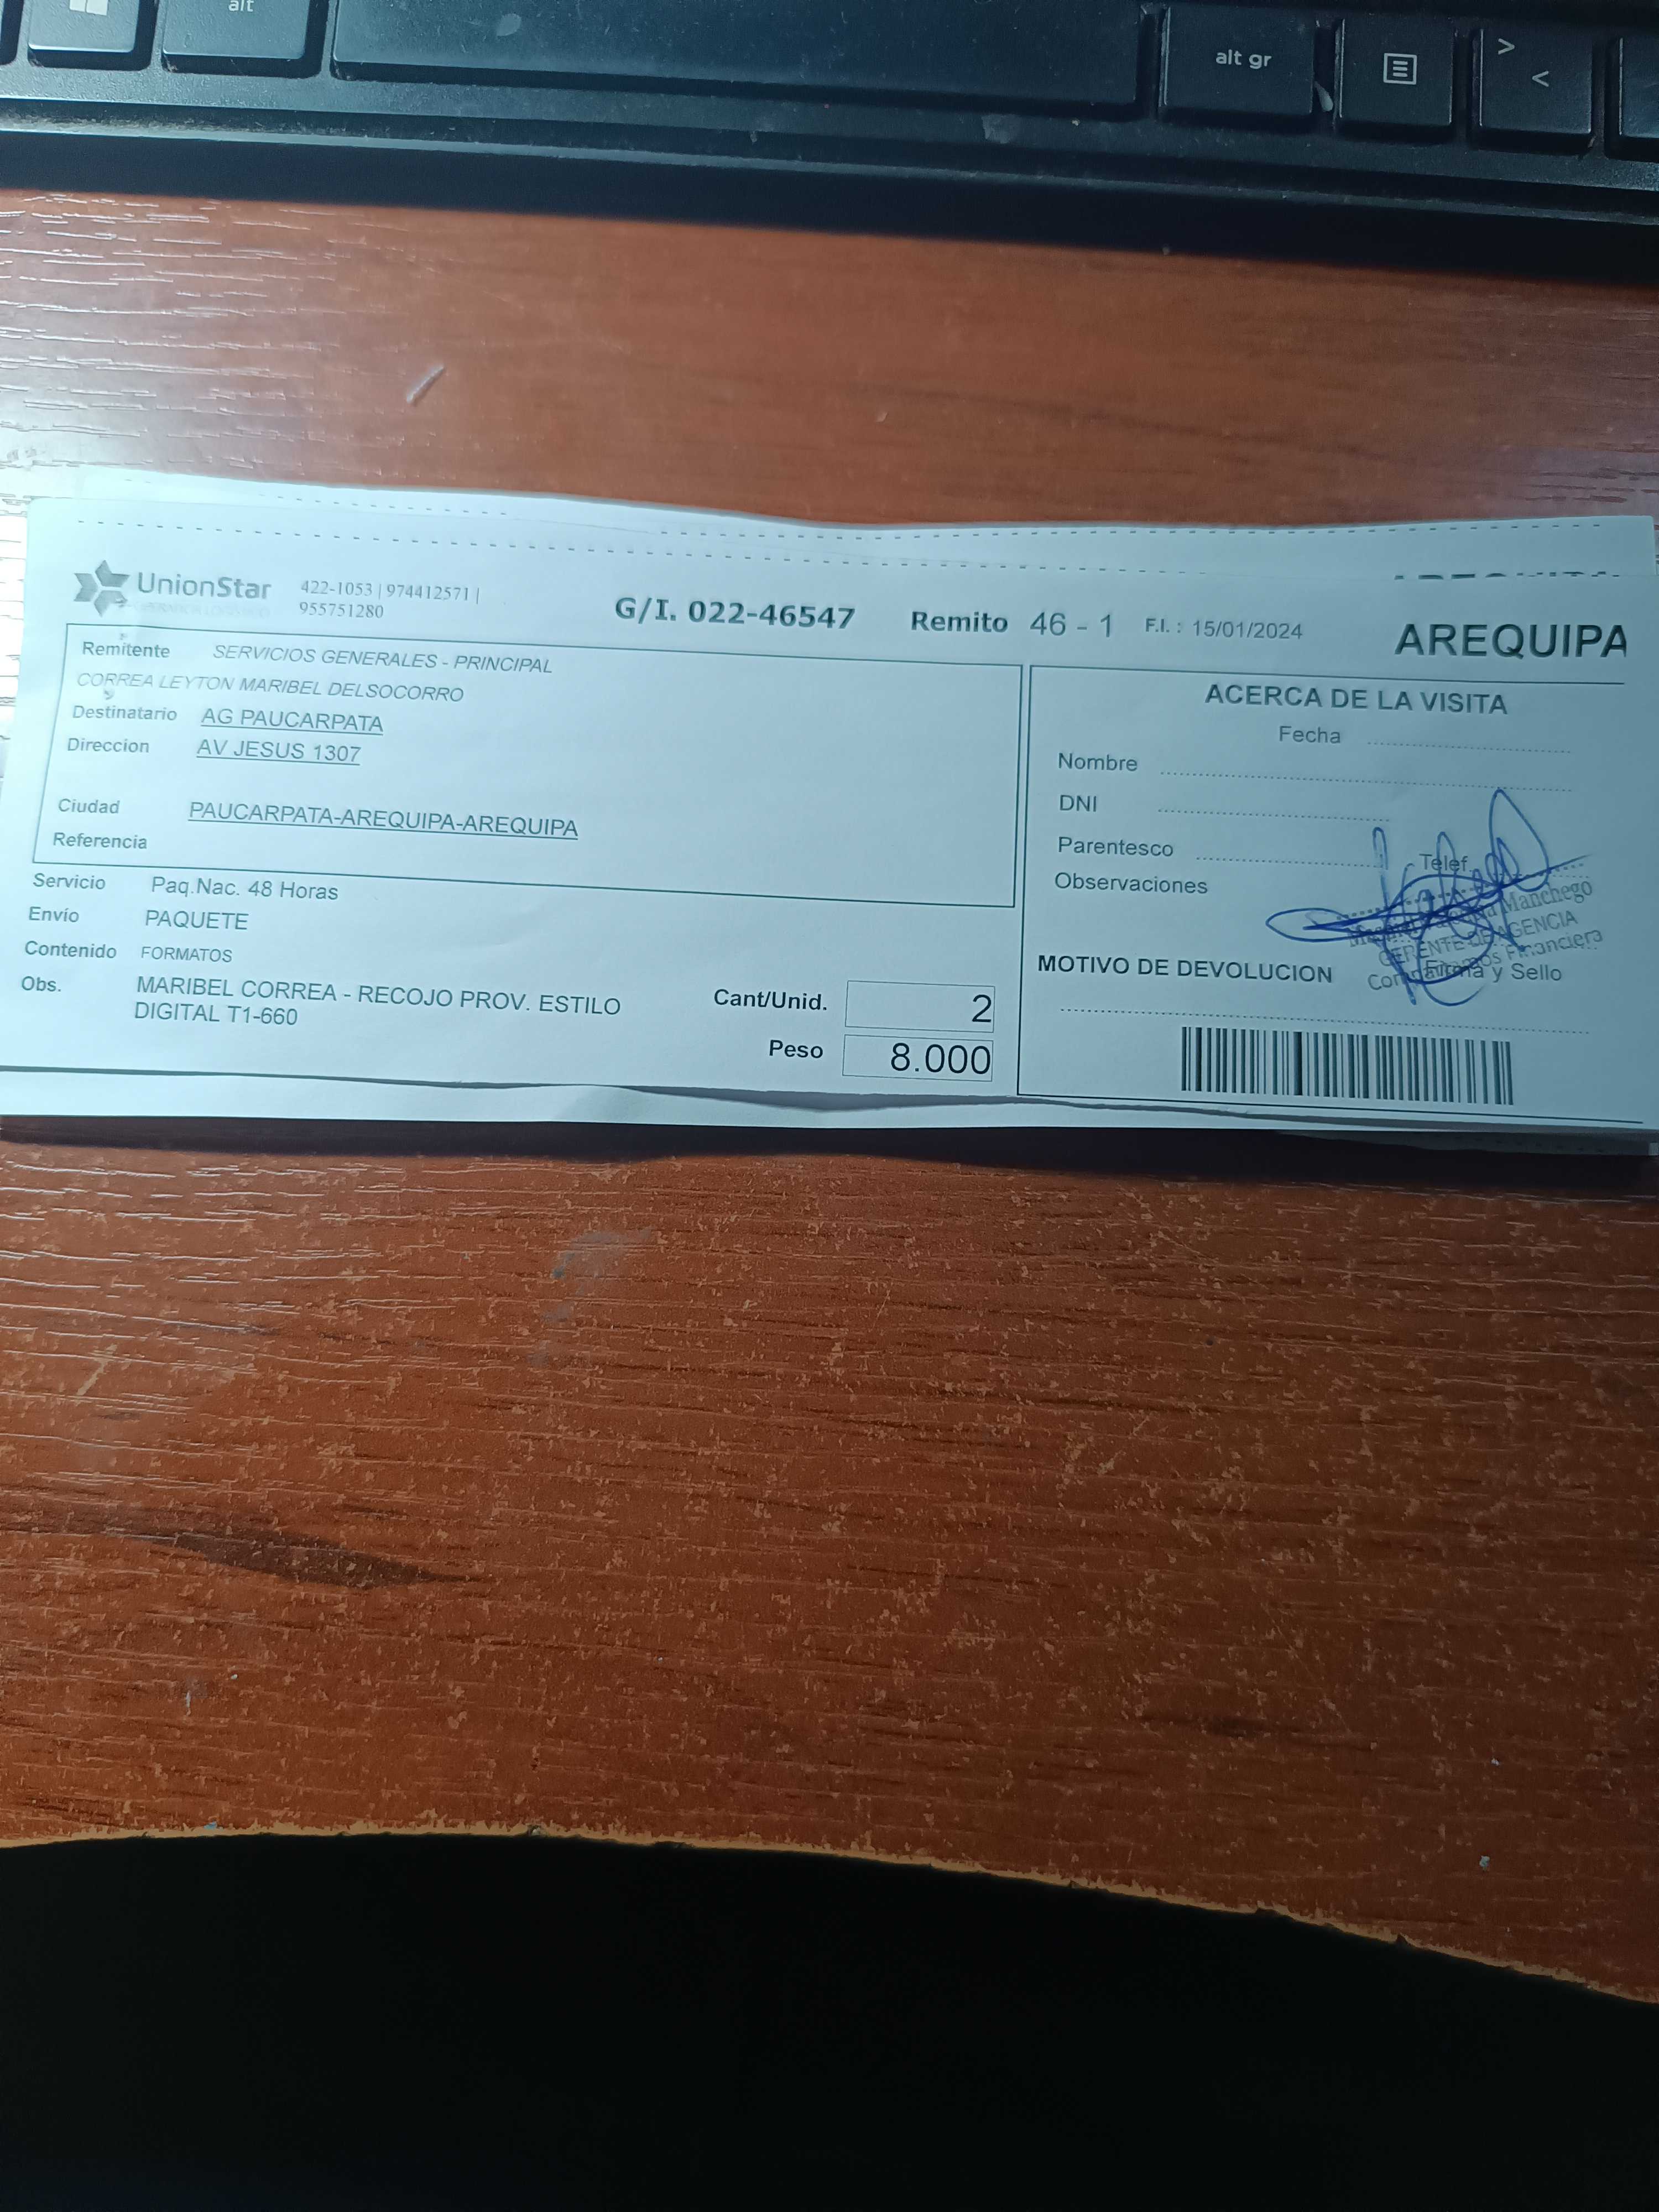 alt
alt gr
>
<
UnionStar
422-1053 | 974412571 |
955751280
G/I. 022-46547
Remito 46 - 1
F.I. : 15/01/2024
AREQUIPA
Remitente SERVICIOS GENERALES - PRINCIPAL
CORREA LEYTON MARIBEL DELSOCORRO
Destinatario AG PAUCARPATA
Direccion AV JESUS 1307
Ciudad PAUCARPATA-AREQUIPA-AREQUIPA
Referencia
Servicio Paq.Nac. 48 Horas
Envío PAQUETE
Contenido FORMATOS
Obs. MARIBEL CORREA - RECOJO PROV. ESTILO
DIGITAL T1-660
Cant/Unid. 2
Peso 8.000
ACERCA DE LA VISITA
Fecha
Nombre
DNI
Parentesco
Telef.
Observaciones
Manchego
GERENTE DE AGENCIA
Financiera
Firma y Sello
MOTIVO DE DEVOLUCION